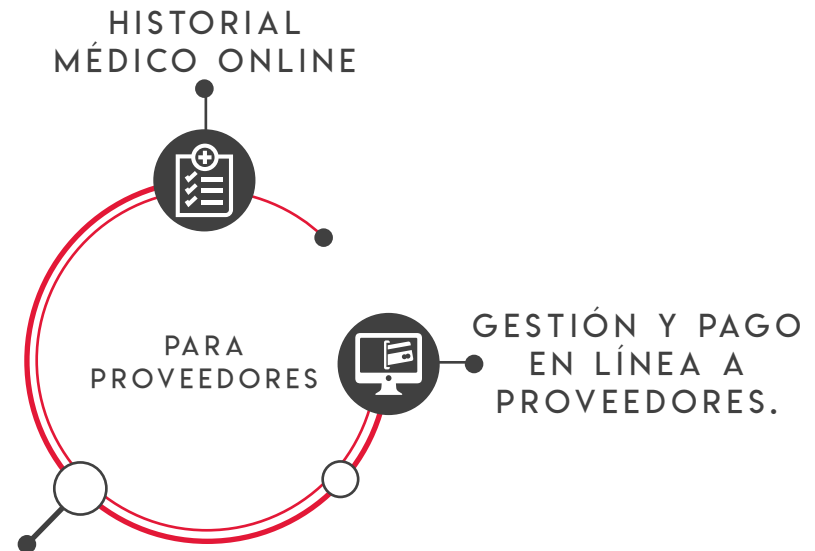 HISTORIAL
MÉDICO ONLINE
PARA
PROVEEDORES
GESTIÓN Y PAGO
EN LÍNEA A
PROVEEDORES.